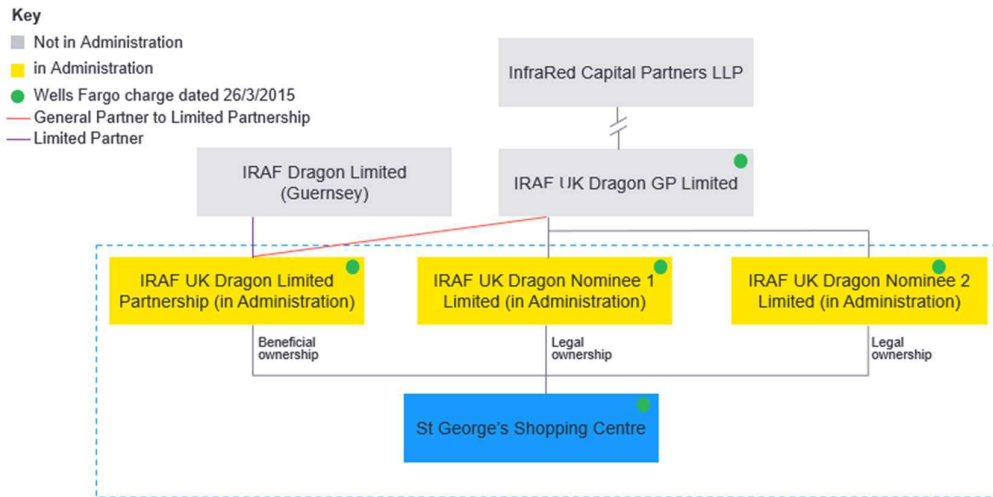 Key
Not in Administration
in Administration
Wells Fargo charge dated 26/3/2015
General Partner to Limited Partnership
Limited Partner
InfraRed Capital Partners LLP
IRAF Dragon Limited
(Guernsey)
IRAF UK Dragon GP Limited
IRAF UK Dragon Limited
Partnership (in Administration)
IRAF UK Dragon Nominee 1
Limited (in Administration)
IRAF UK Dragon Nominee 2
Limited (in Administration)
Beneficial
ownership
Legal
ownership
Legal
ownership
St George's Shopping Centre